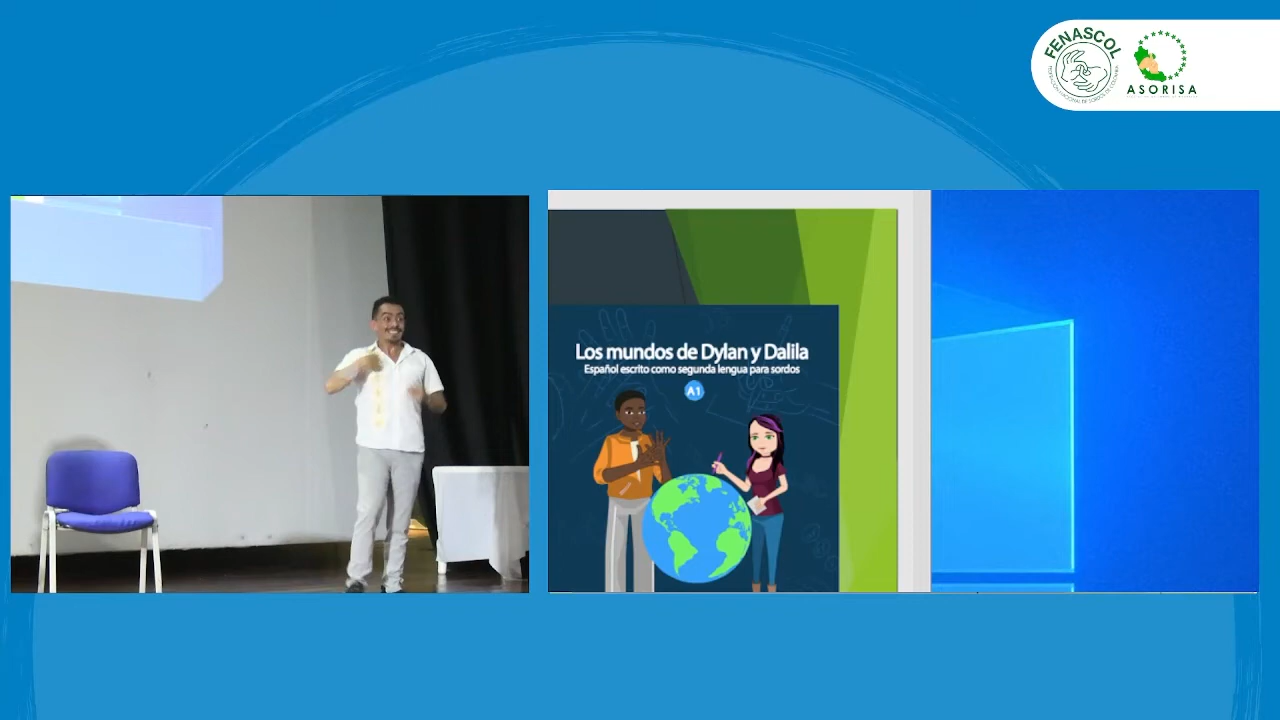 FENASCOL
ASORISA
Los mundos de Dylan y Dalila
Español escrito como segunda lengua para sordos
A1